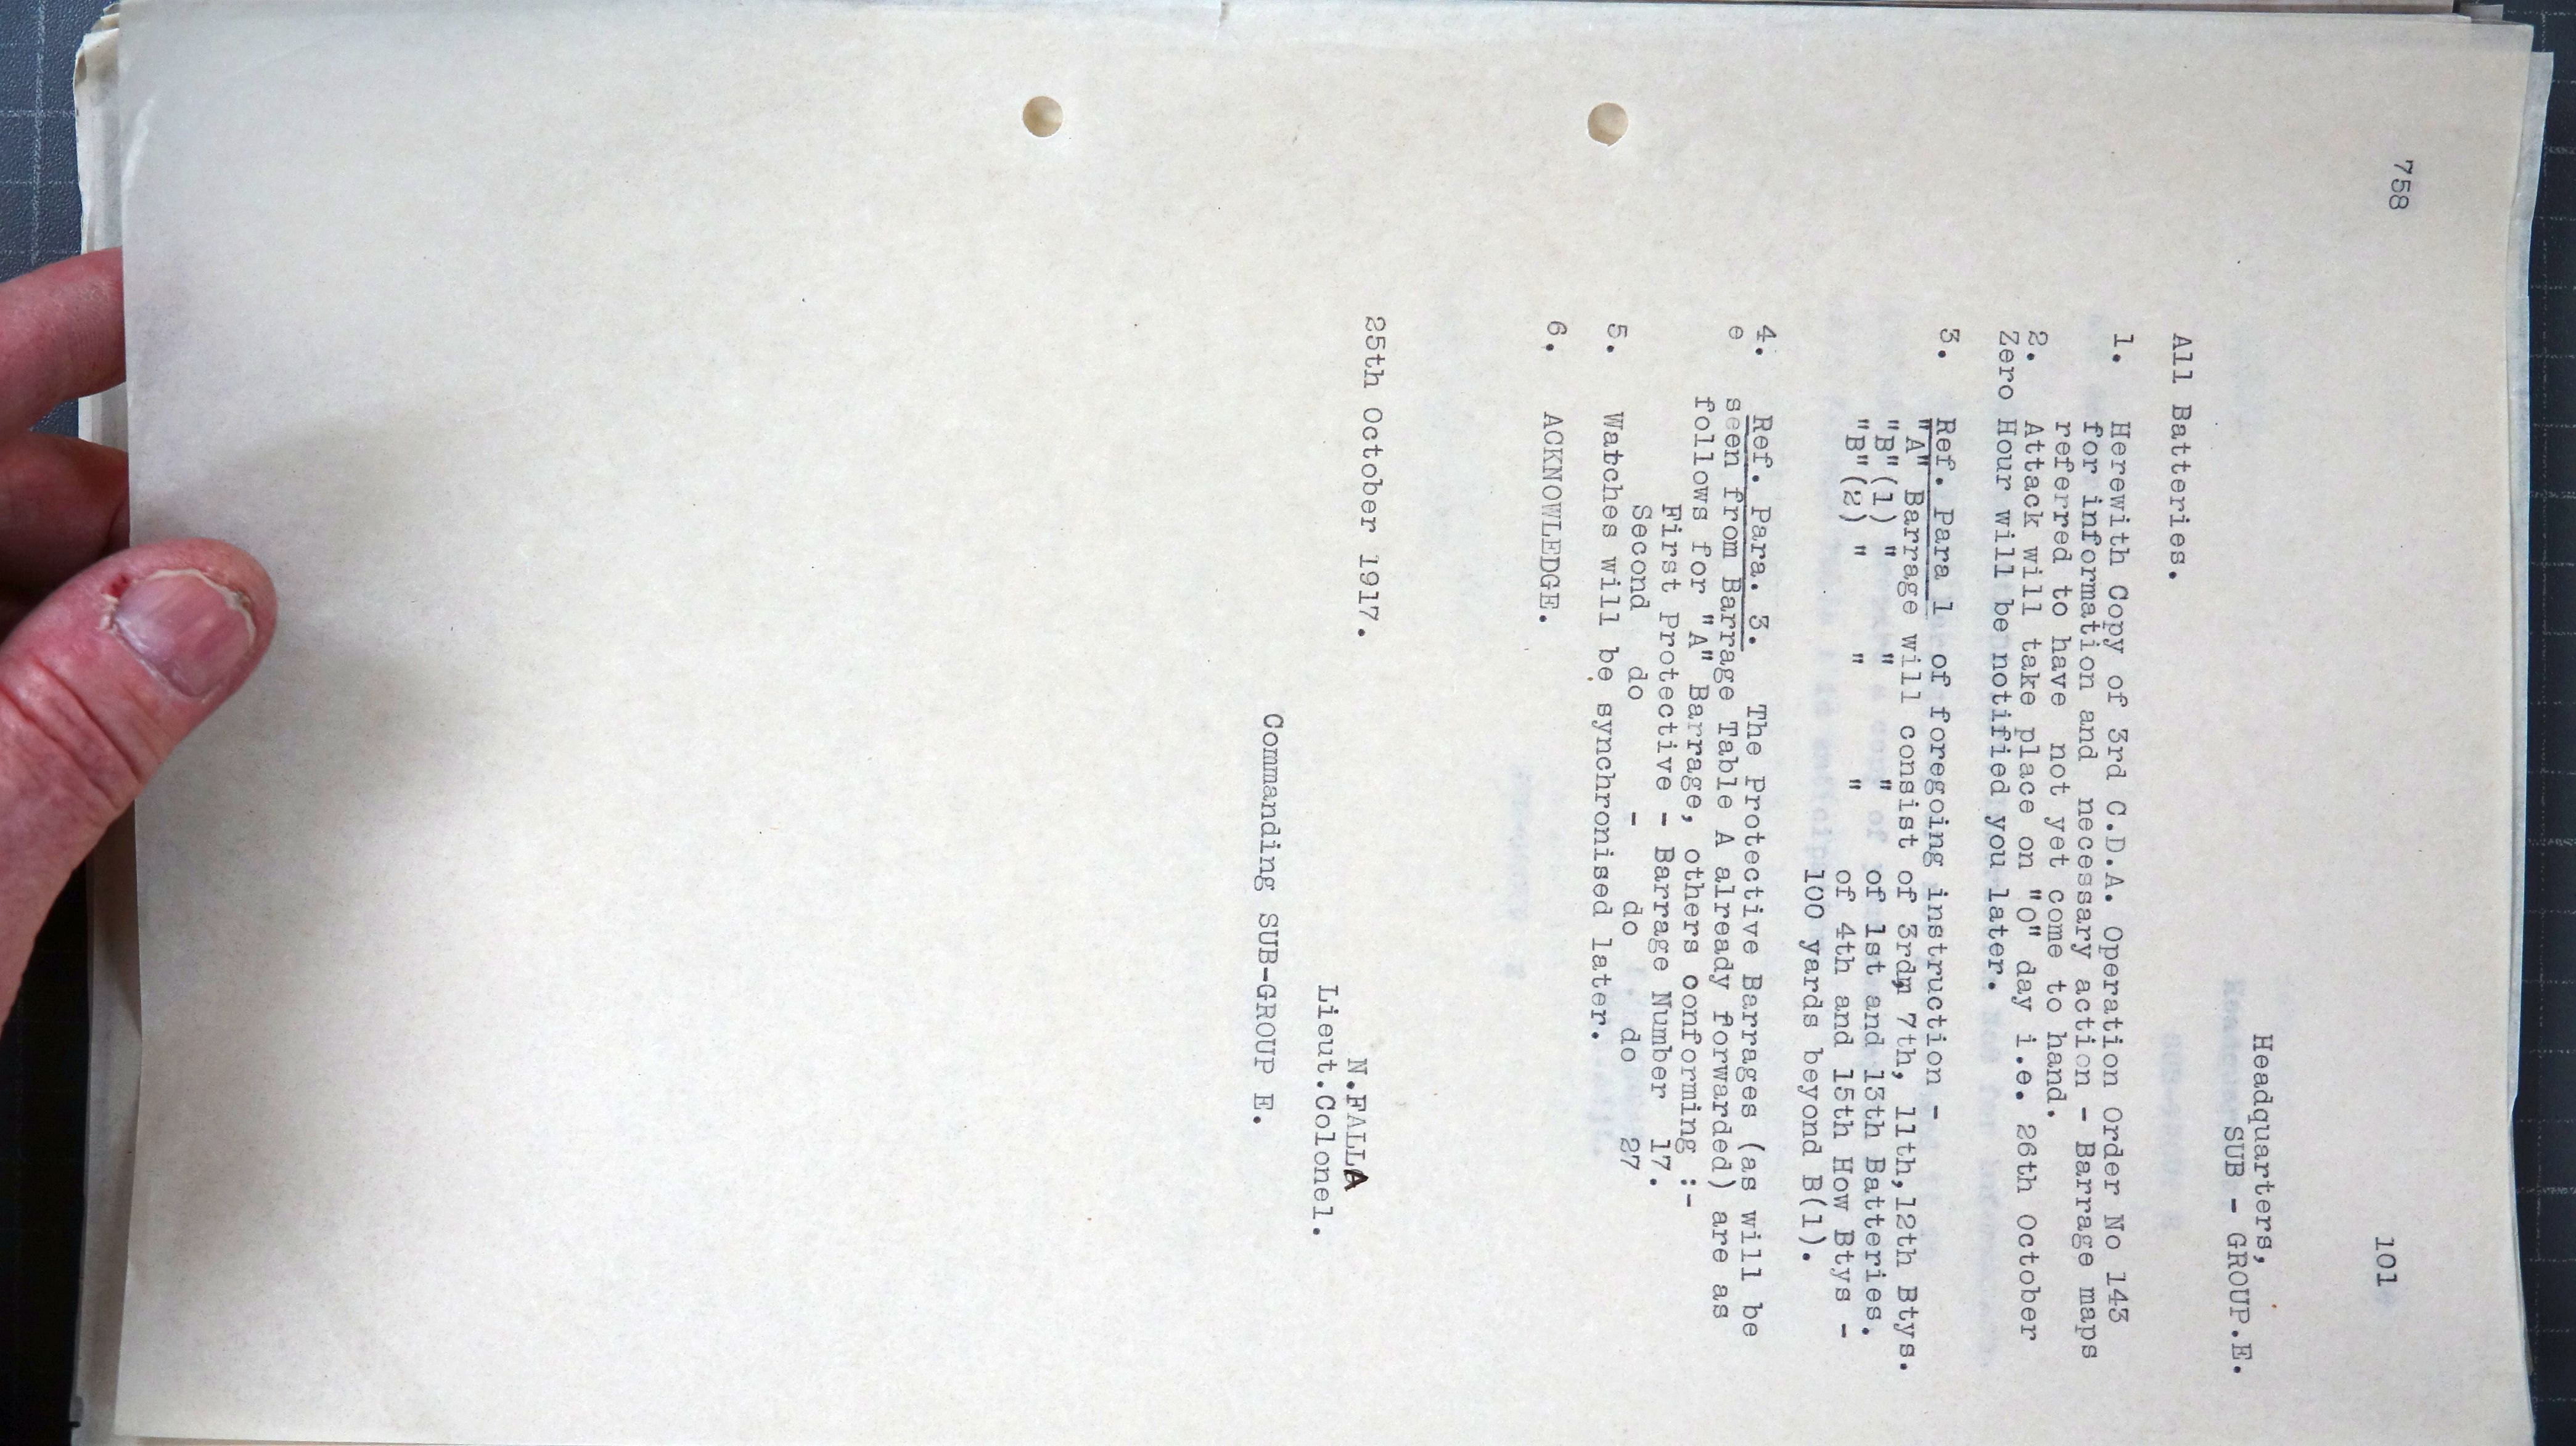 758
101
Headquarters,
SUB - GROUP.E.
All Batteries.
1. Herewith Copy of 3rd C.D.A. Operation Order No 143
for information and necessary action - Barrage maps
referred to have not yet come to hand.
2. Attack will take place on "O" day i.e. 26th October
Zero Hour will be notified you later.
3. Ref. Para 1 of foregoing instruction -
"A" Barrage will consist of 3rd, 7th, 11th,12th Btys.
"B"(1) " " " of 1st and 13th Batteries.
"B"(2) " " " of 4th and 15th How Btys -
100 yards beyond B(1).
4. Ref. Para. 3. The Protective Barrages (as will be
e seen from Barrage Table A already forwarded) are as
follows for "A" Barrage, others conforming :-
First Protective - Barrage Number 17.
Second do - do do 27
5. Watches will be synchronised later.
6. ACKNOWLEDGE.
25th October 1917.
N.FALLA
Lieut.Colonel.
Commanding SUB-GROUP E.